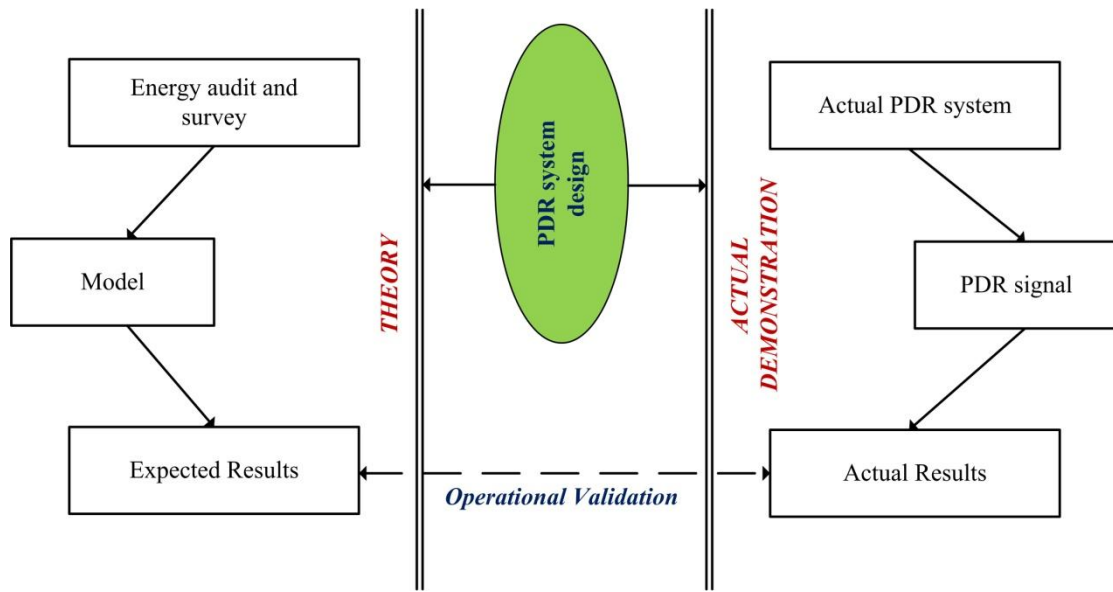 Energy audit and
survey
Model
Expected Results
THEORY
PDR system
design
Operational Validation
ACTUAL
DEMONSTRATION
Actual PDR system
PDR signal
Actual Results